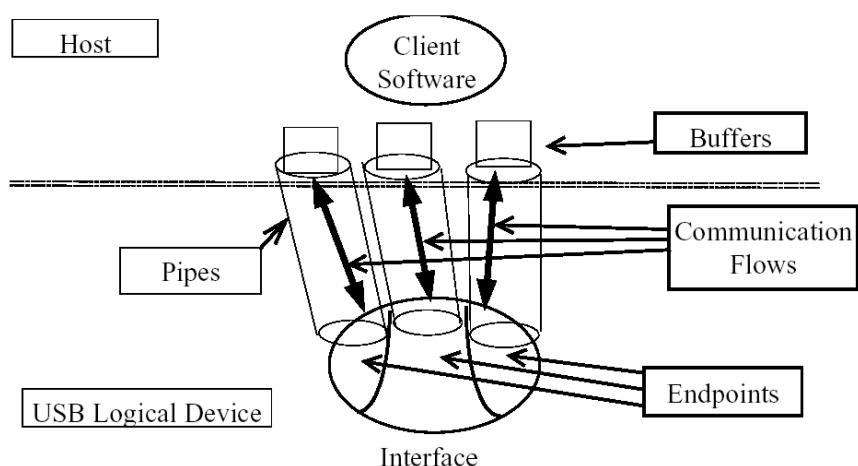 Host
Client
Software
Buffers
Communication
Flows
Pipes
Endpoints
USB Logical Device
Interface